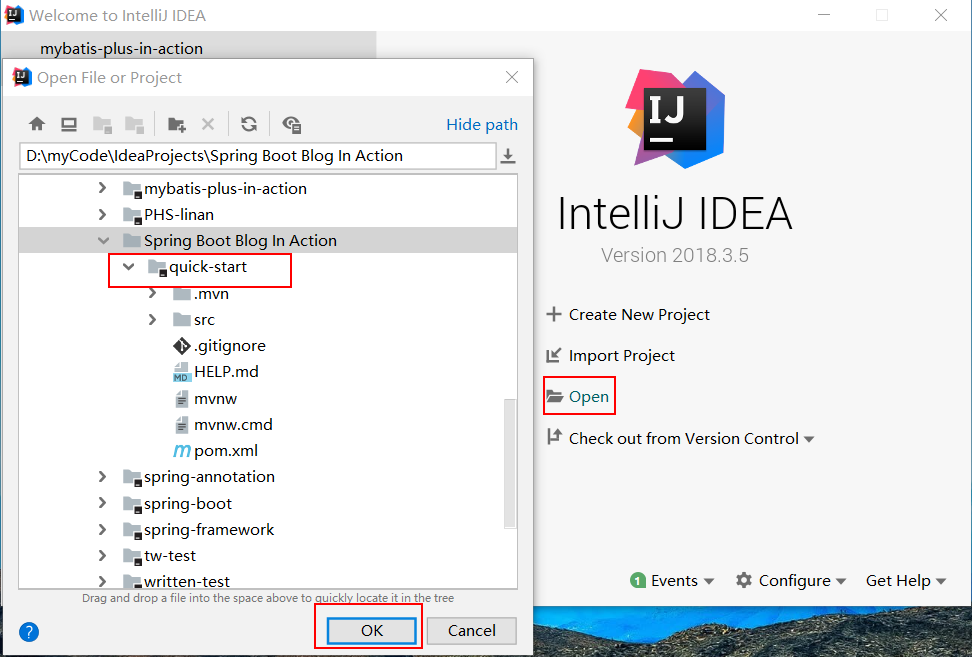 Welcome to IntelliJ IDEA
mybatis-plus-in-action
Open File or Project
Hide path
D:\myCode\IdeaProjects\Spring Boot Blog In Action
mybatis-plus-in-action
PHS-linan
Spring Boot Blog In Action
quick-start
.mvn
src
.gitignore
MD HELP.md
mvnw
mvnw.cmd
m pom.xml
spring-annotation
spring-boot
spring-framework
tw-test
written-test
Drag and drop a file into the space above to quickly locate it in the tree
?
OK
Cancel
IJ
IntelliJ IDEA
Version 2018.3.5
Create New Project
Import Project
Open
Check out from Version Control
1 Events
Configure
Get Help